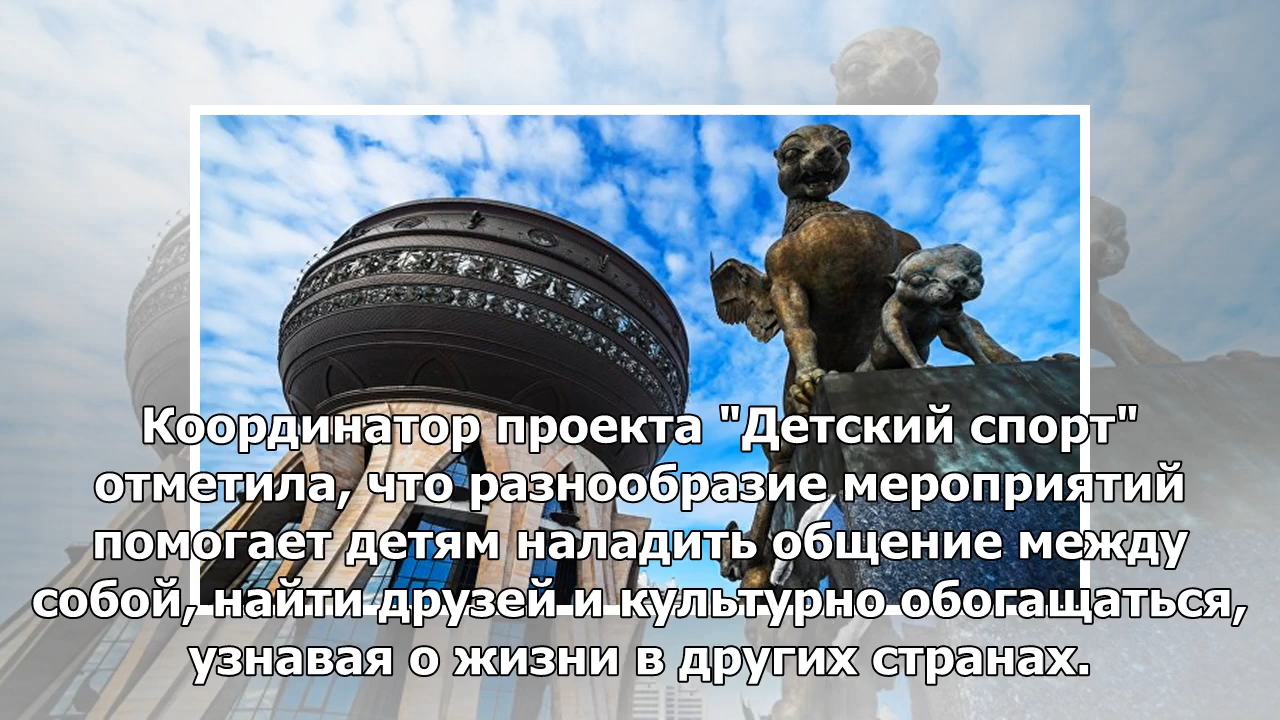 Координатор проекта "Детский спорт"
отметила, что разнообразие мероприятий
помогает детям наладить общение между
собой, найти друзей и культурно обогащаться,
узнавая о жизни в других странах.